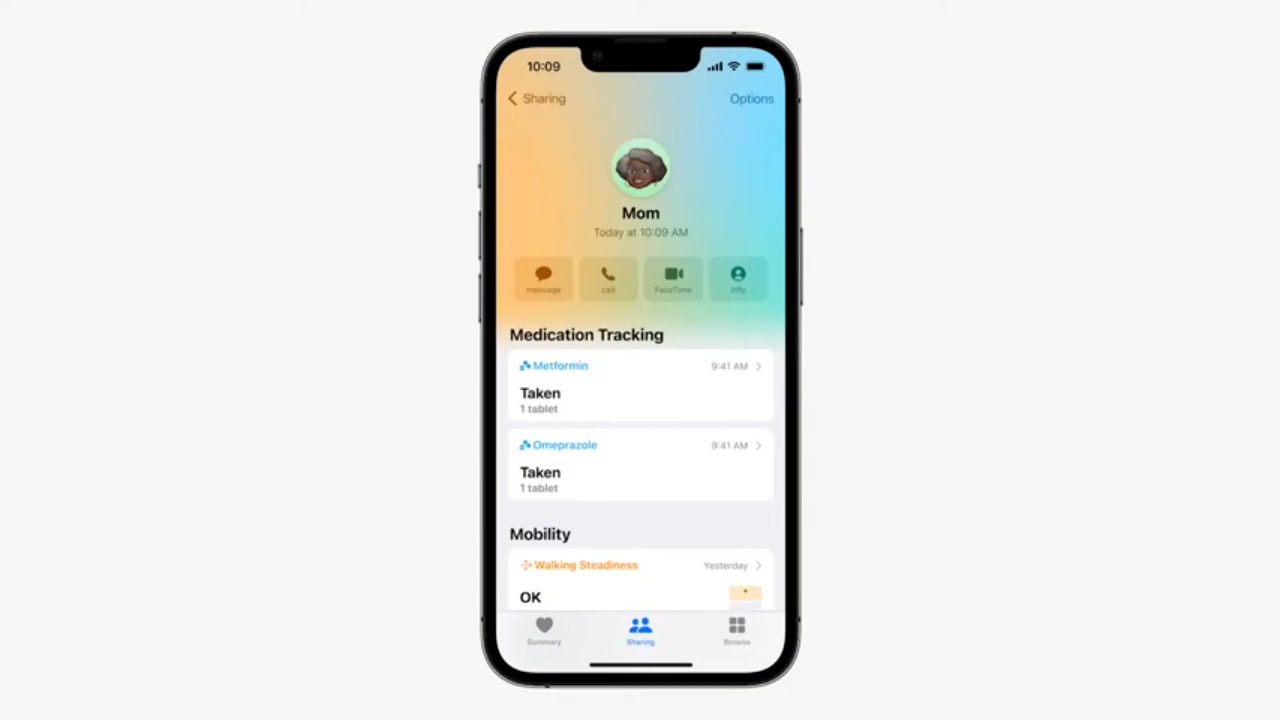 10:09
Sharing
Options
Mom
Today at 10:09 AM
message
call
FaceTime
info
Medication Tracking
Metformin
9:41 AM
Taken
1 tablet
Omeprazole
9:41 AM
Taken
1 tablet
Mobility
Walking Steadiness
Yesterday
OK
Summary
Sharing
Browse